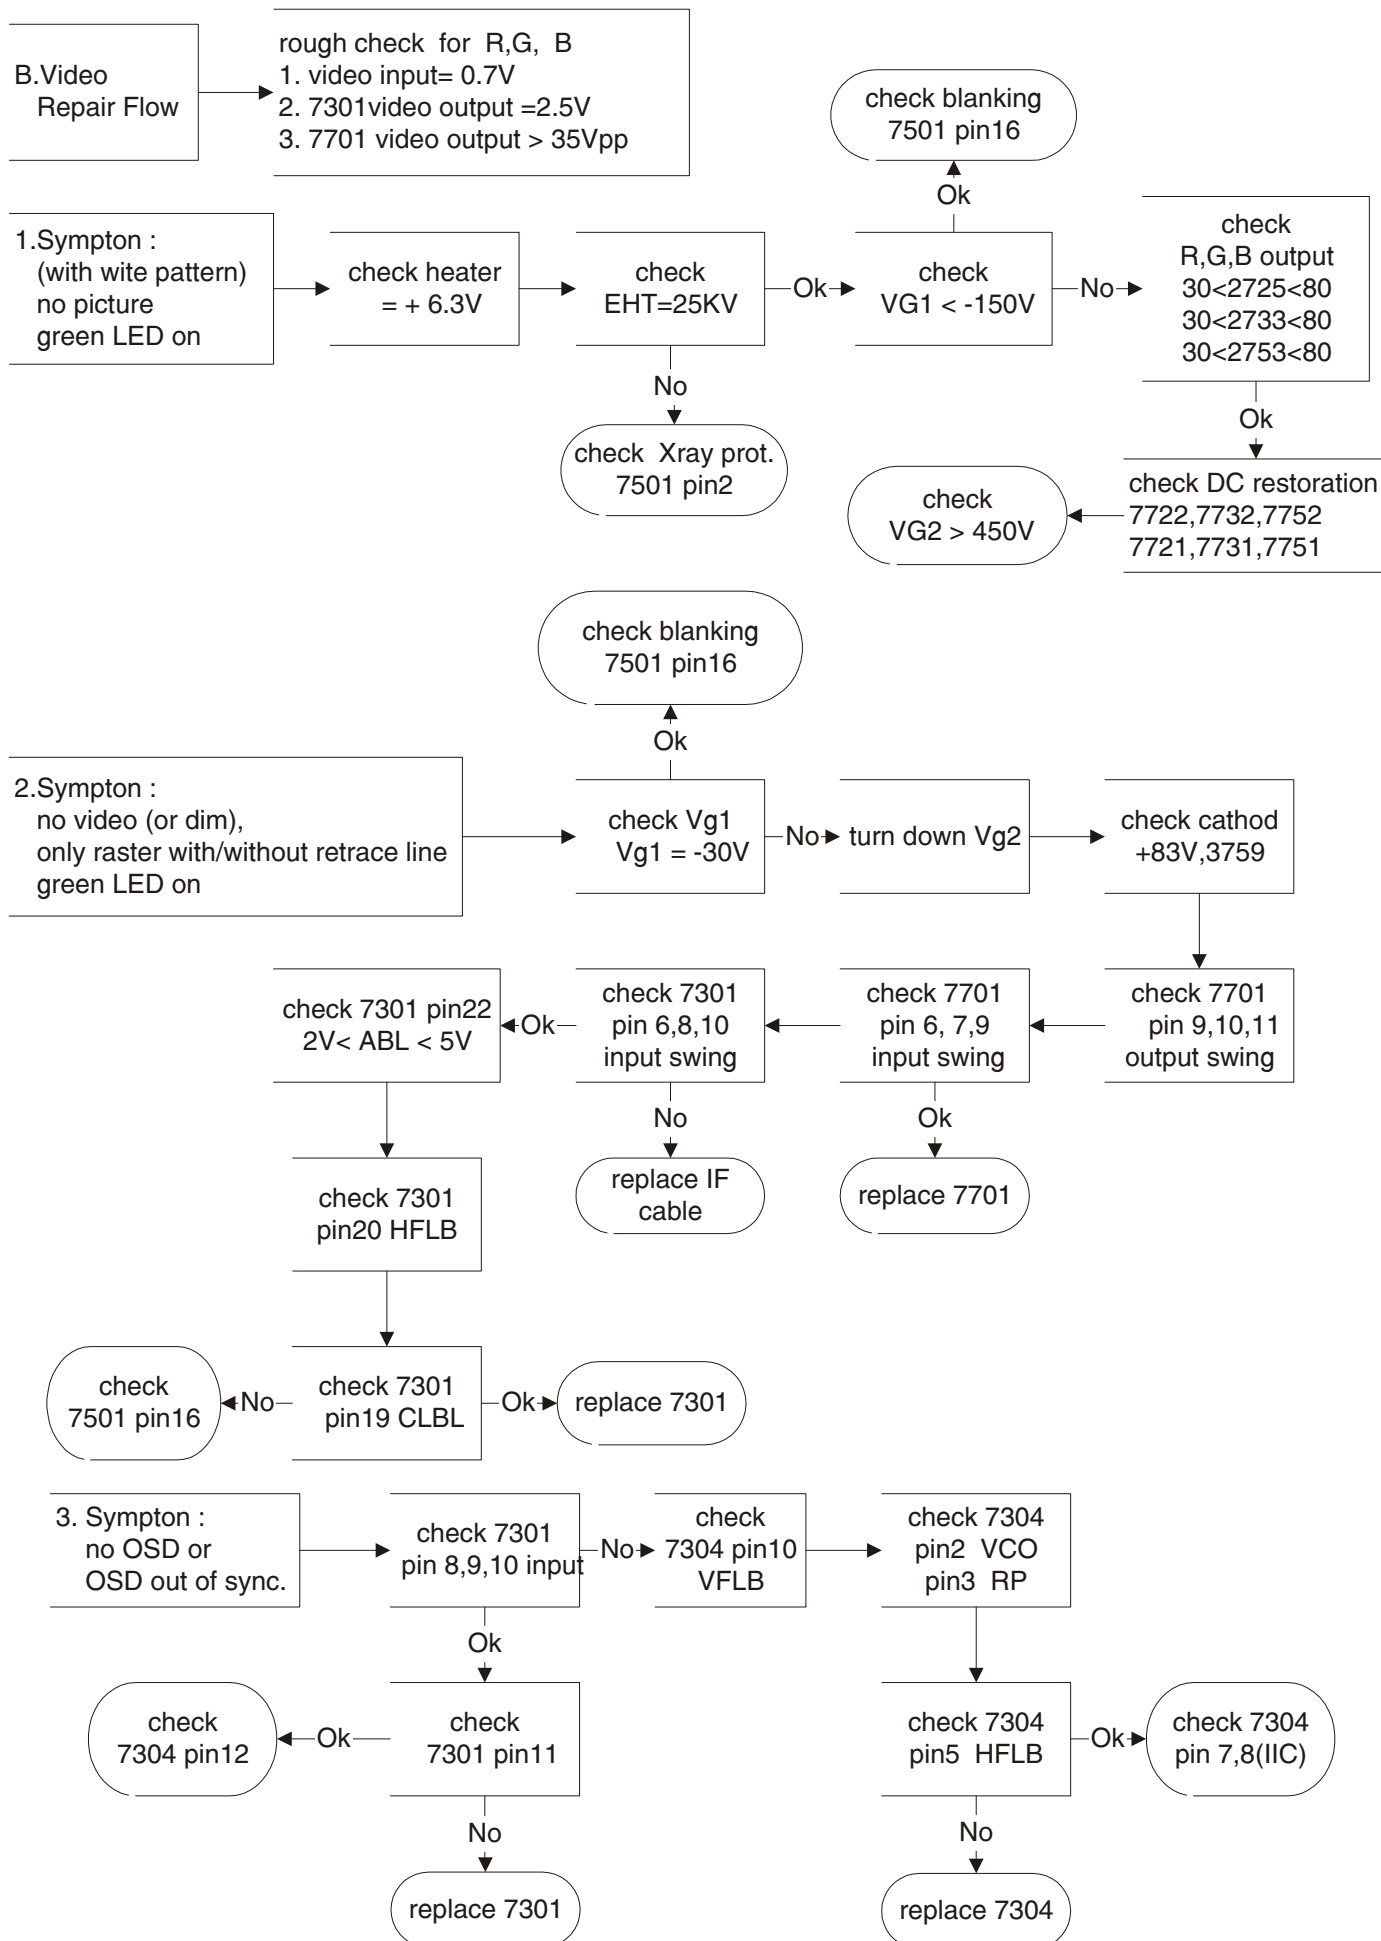 B.Video
Repair Flow
rough check for R,G, B
1. video input= 0.7V
2. 7301video output =2.5V
3. 7701 video output > 35Vpp
check blanking
7501 pin16
Ok
1.Sympton :
(with wite pattern)
no picture
green LED on
check heater
= + 6.3V
check
EHT=25KV
Ok
check
VG1 < -150V
No
check
R,G,B output
30<2725<80
30<2733<80
30<2753<80
No
Ok
check Xray prot.
7501 pin2
check
VG2 > 450V
check DC restoration
7722,7732,7752
7721,7731,7751
check blanking
7501 pin16
Ok
2.Sympton :
no video (or dim),
only raster with/without retrace line
green LED on
check Vg1
Vg1 = -30V
No
turn down Vg2
check cathod
+83V,3759
check 7301 pin22
2V< ABL < 5V
Ok
check 7301
pin 6,8,10
input swing
check 7701
pin 6, 7,9
input swing
check 7701
pin 9,10,11
output swing
No
Ok
check 7301
pin20 HFLB
replace IF
cable
replace 7701
check
7501 pin16
No
check 7301
pin19 CLBL
Ok
replace 7301
3. Sympton :
no OSD or
OSD out of sync.
check 7301
pin 8,9,10 input
No
check
7304 pin10
VFLB
check 7304
pin2 VCO
pin3 RP
Ok
check
7304 pin12
Ok
check
7301 pin11
check 7304
pin5 HFLB
Ok
check 7304
pin 7,8(IIC)
No
No
replace 7301
replace 7304